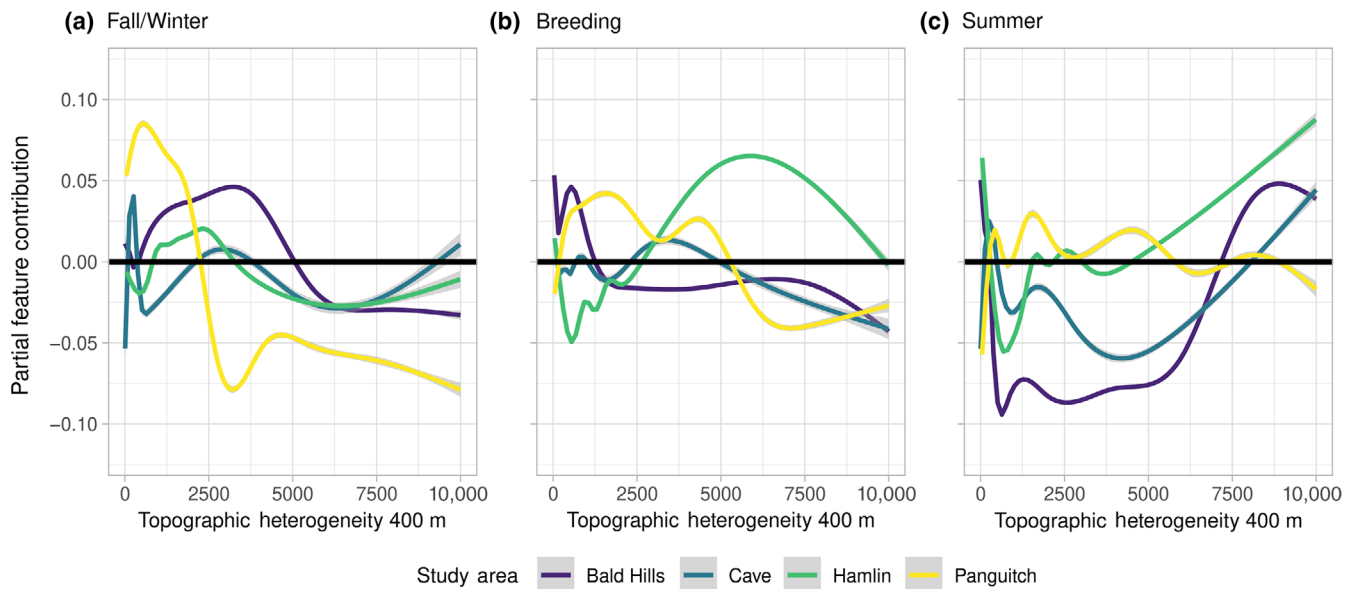 (a) Fall/Winter
(b) Breeding
(c) Summer
Partial feature contribution
0.10
0.05
0.00
−0.05
−0.10
0 2500 5000 7500 10,000
0 2500 5000 7500 10,000
0 2500 5000 7500 10,000
Topographic heterogeneity 400 m
Topographic heterogeneity 400 m
Topographic heterogeneity 400 m
Study area Bald Hills Cave Hamlin Panguitch